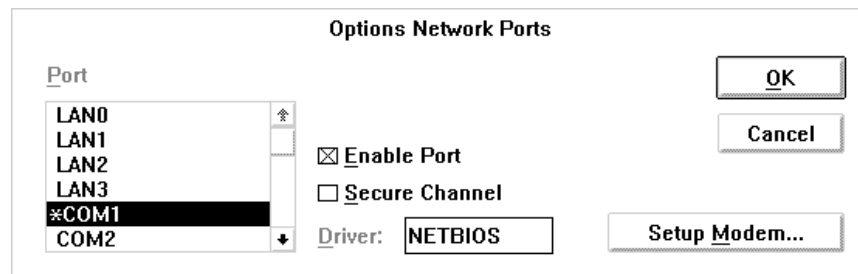 Options Network Ports
Port
OK
LAN0
LAN1
LAN2
LAN3
*COM1
COM2
Cancel
Enable Port
Secure Channel
Driver: NETBIOS
Setup Modem...